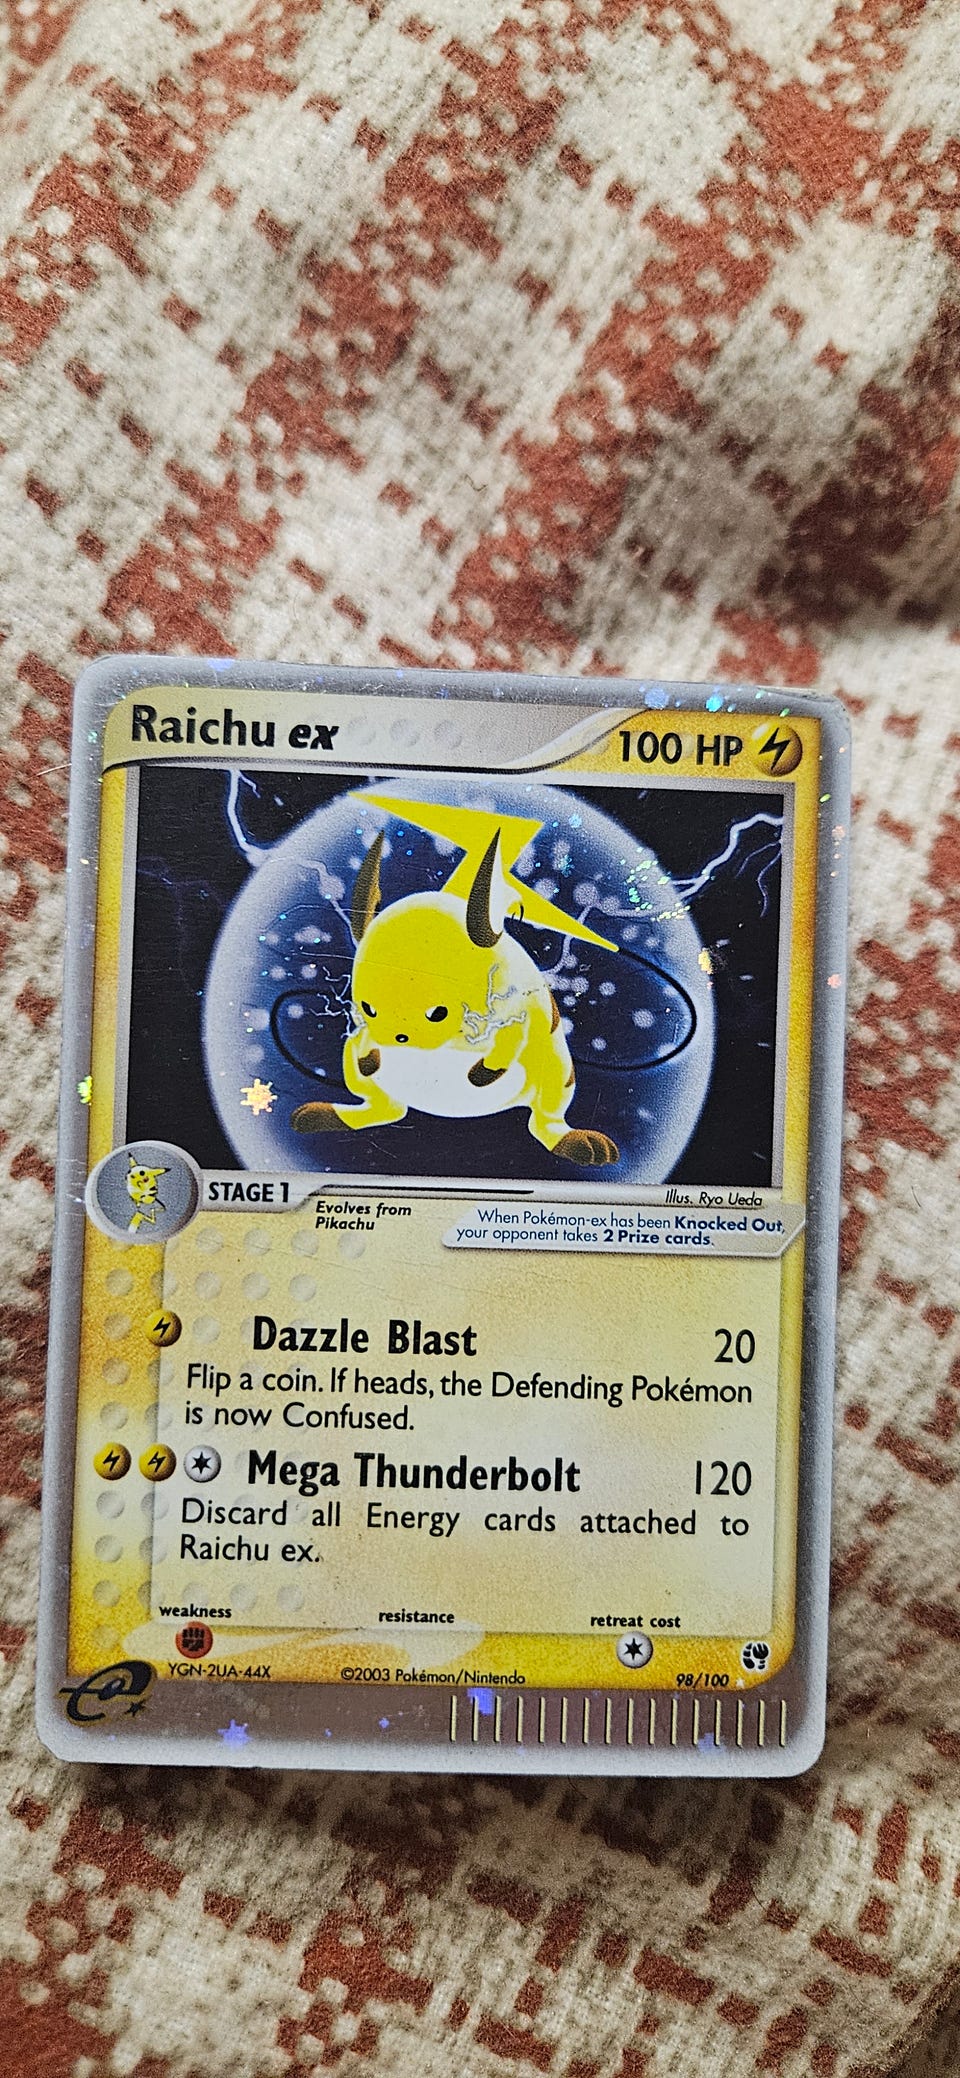 Raichu ex
100 HP
STAGE 1
Evolves from
Pikachu
Illus. Ryo Ueda
When Pokémon-ex has been Knocked Out,
your opponent takes 2 Prize cards.
Dazzle Blast 20
Flip a coin. If heads, the Defending Pokémon
is now Confused.
Mega Thunderbolt 120
Discard all Energy cards attached to
Raichu ex.
weakness resistance retreat cost
YGN-2UA-44X ©2003 Pokémon/Nintendo 98/100
e